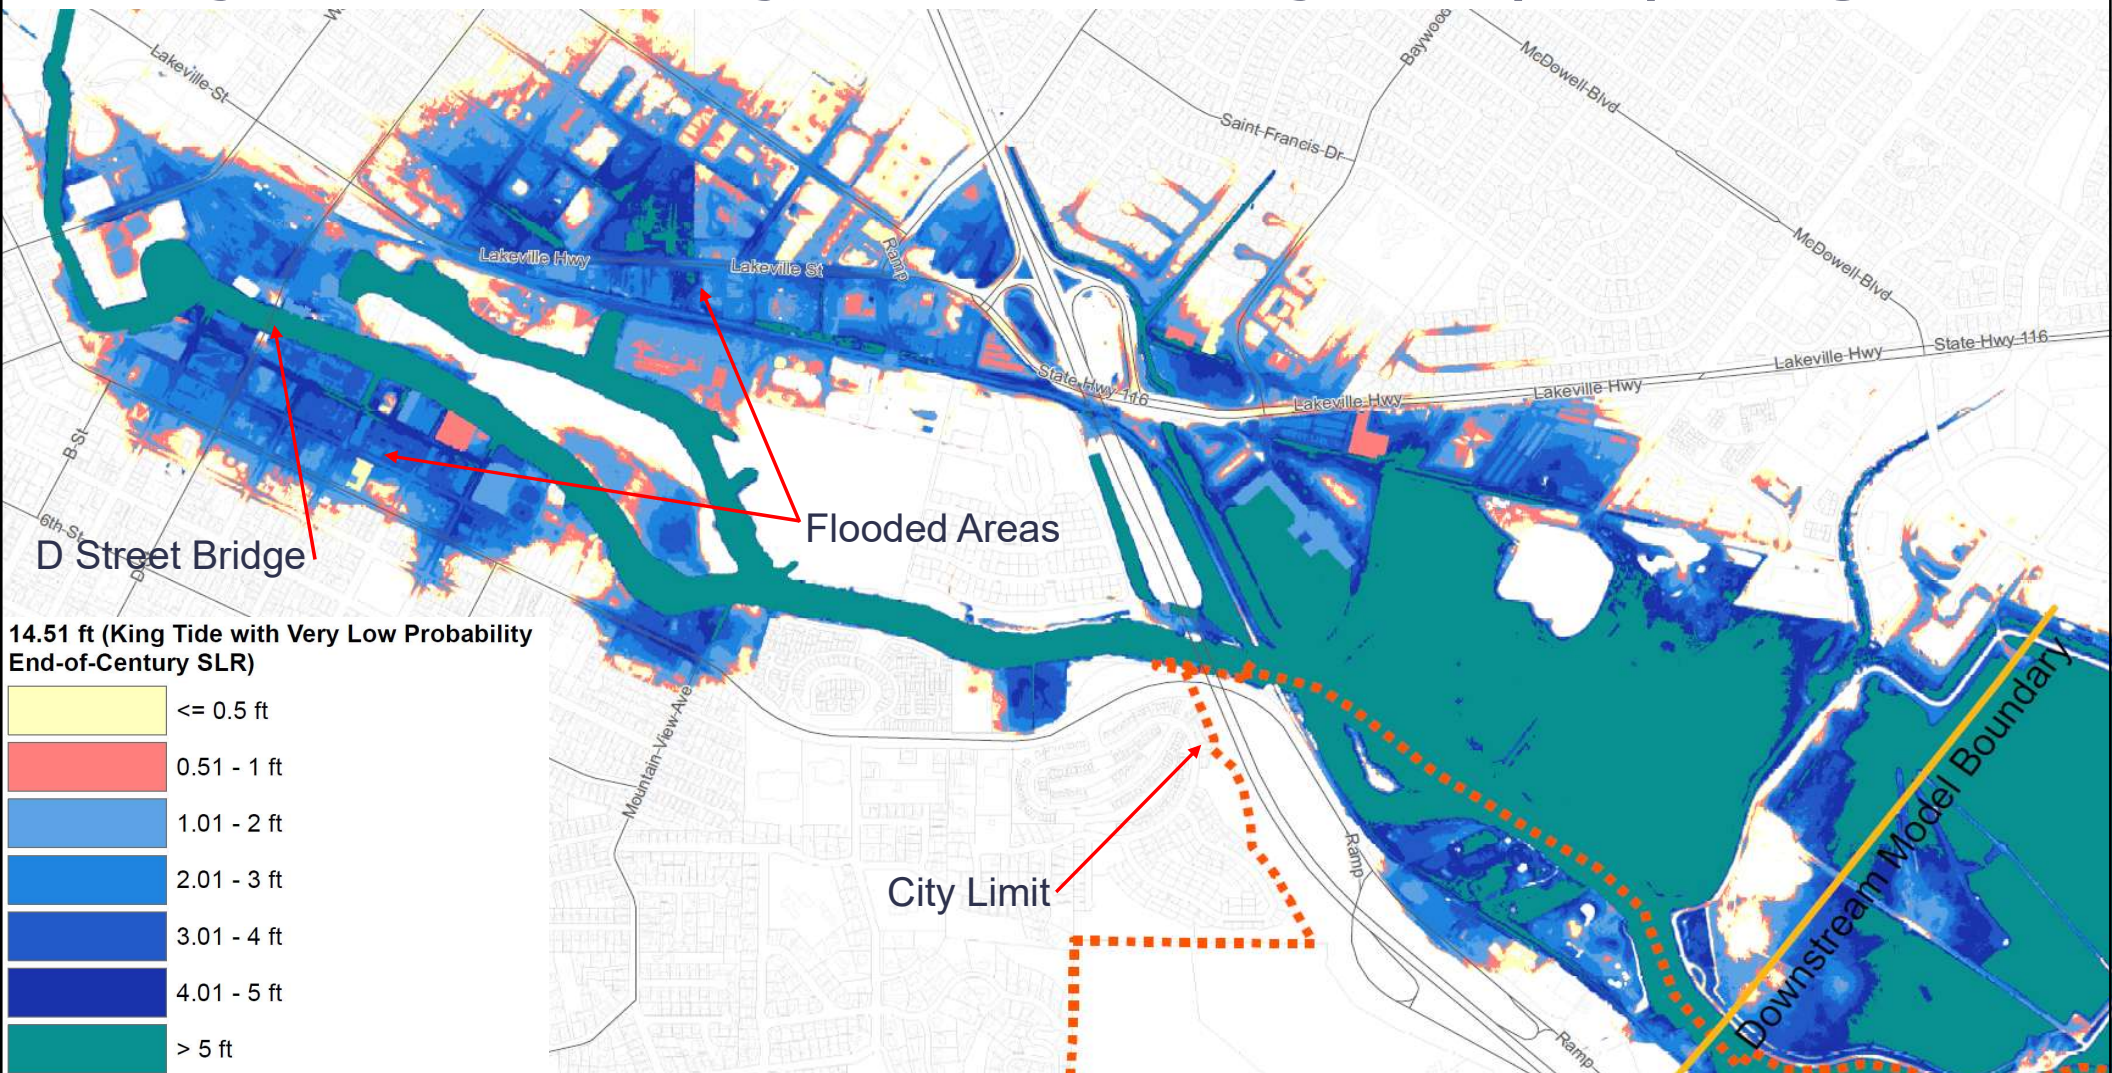 Lakeville-St
Baywood
McDowell-Blvd
Saint-Francis-Dr
McDowell-Blvd
Ramp
Lakeville Hwy
Lakeville St
State Hwy 116
Lakeville Hwy
State Hwy 116
Lakeville Hwy
Lakeville Hwy
B-St
6th-St
D Street Bridge
Flooded Areas
City Limit
Mountain-View-Ave
Ramp
Ramp
Downstream Model Boundary
14.51 ft (King Tide with Very Low Probability
End-of-Century SLR)
<= 0.5 ft
0.51 - 1 ft
1.01 - 2 ft
2.01 - 3 ft
3.01 - 4 ft
4.01 - 5 ft
> 5 ft